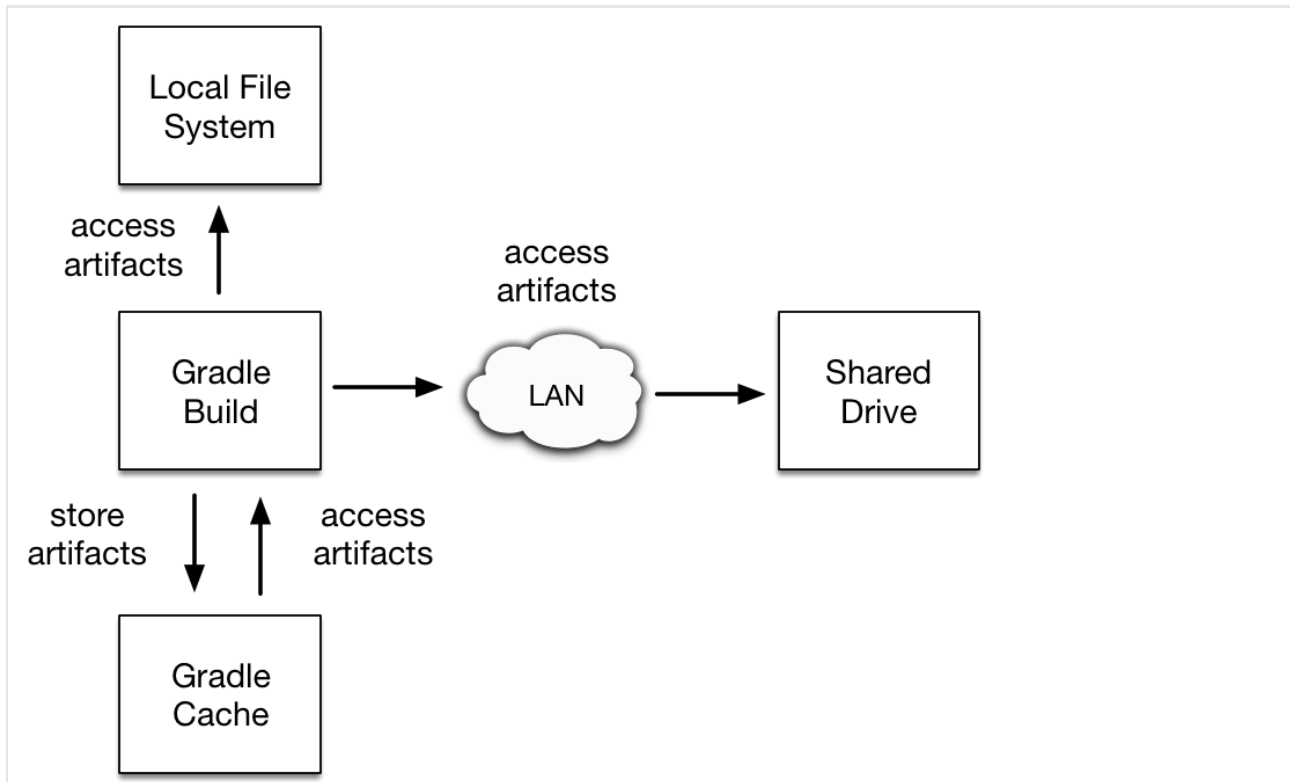 Local File
System
access
artifacts
access
artifacts
Gradle
Build
LAN
Shared
Drive
store
artifacts
access
artifacts
Gradle
Cache